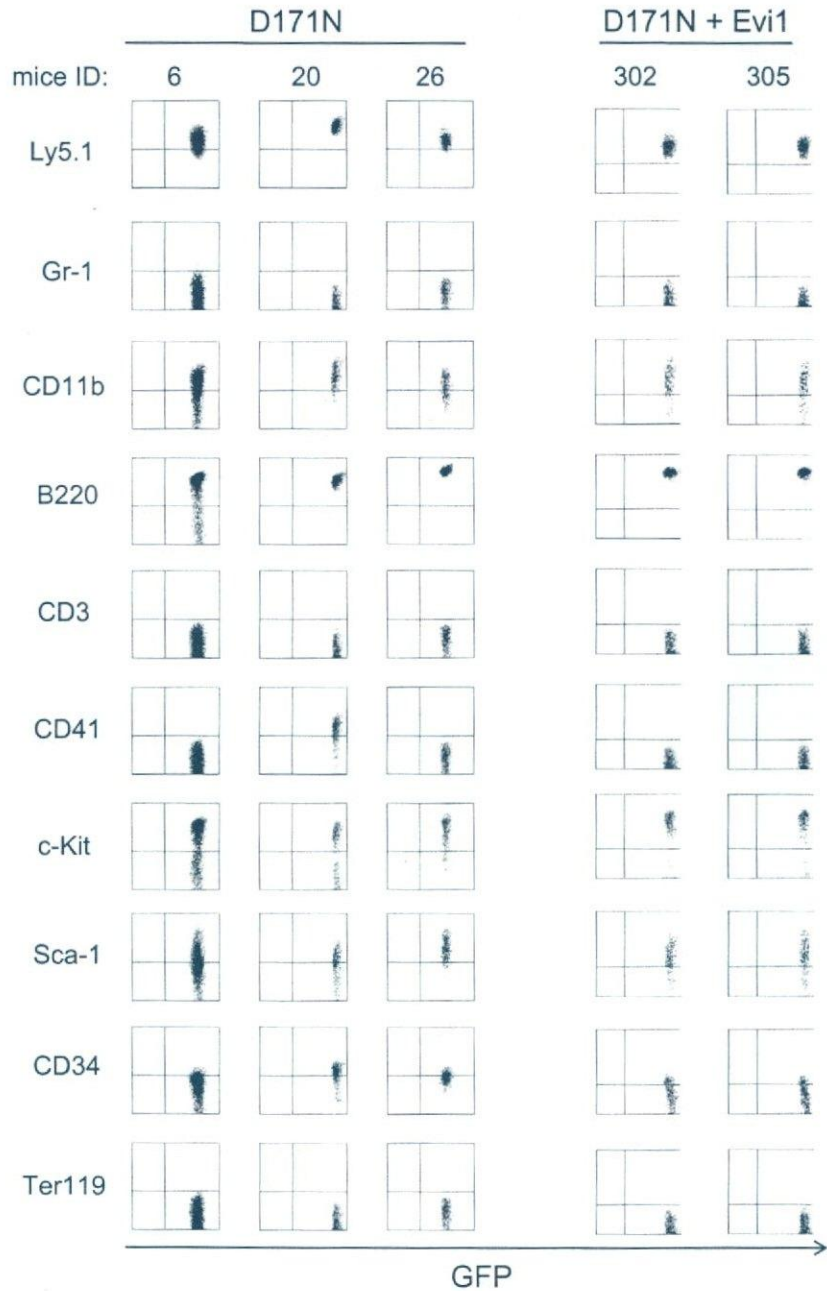 D171N D171N + Evi1
mice ID: 6 20 26 302 305
Ly5.1
Gr-1
CD11b
B220
CD3
CD41
c-Kit
Sca-1
CD34
Ter119
GFP